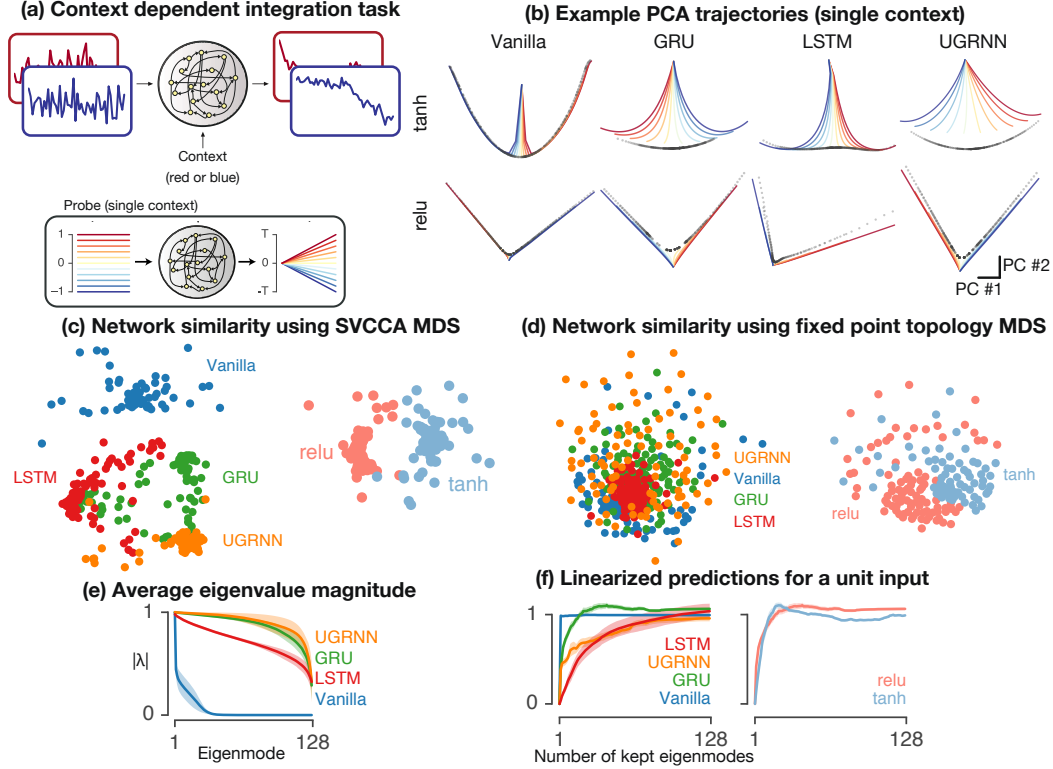 (a) Context dependent integration task
Context
(red or blue)
Probe (single context)
1
0
–1
T
0
-T
(b) Example PCA trajectories (single context)
Vanilla
GRU
LSTM
UGRNN
tanh
relu
PC #2
PC #1
(c) Network similarity using SVCCA MDS
Vanilla
LSTM
GRU
UGRNN
relu
tanh
(d) Network similarity using fixed point topology MDS
UGRNN
Vanilla
GRU
LSTM
tanh
relu
(e) Average eigenvalue magnitude
1
|λ|
0
UGRNN
GRU
LSTM
Vanilla
1
128
Eigenmode
(f) Linearized predictions for a unit input
1
0
LSTM
UGRNN
GRU
Vanilla
1
128
relu
tanh
1
128
Number of kept eigenmodes